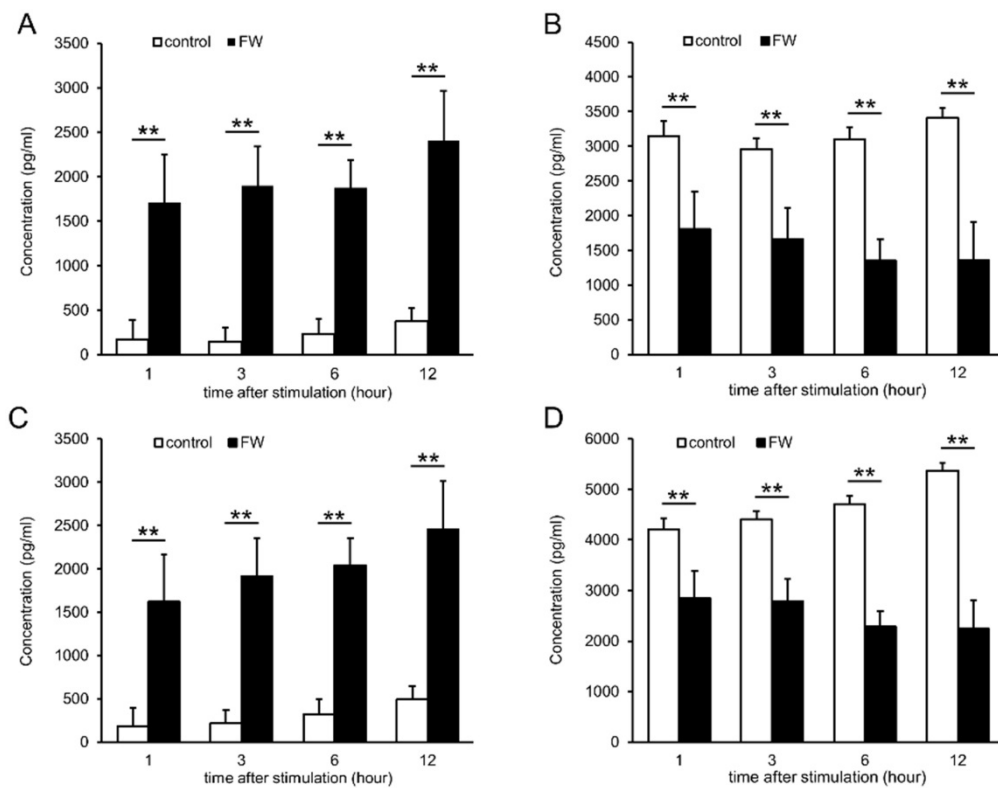 A
control FW
Concentration (pg/ml)
3500
3000
2500
2000
1500
1000
500
0
** ** ** **
1 3 6 12
time after stimulation (hour)
B
control FW
Concentration (pg/ml)
4500
4000
3500
3000
2500
2000
1500
1000
500
0
** ** ** **
1 3 6 12
time after stimulation (hour)
C
control FW
Concentration (pg/ml)
3500
3000
2500
2000
1500
1000
500
0
** ** ** **
1 3 6 12
time after stimulation (hour)
D
control FW
Concentration (pg/ml)
6000
5000
4000
3000
2000
1000
0
** ** ** **
1 3 6 12
time after stimulation (hour)